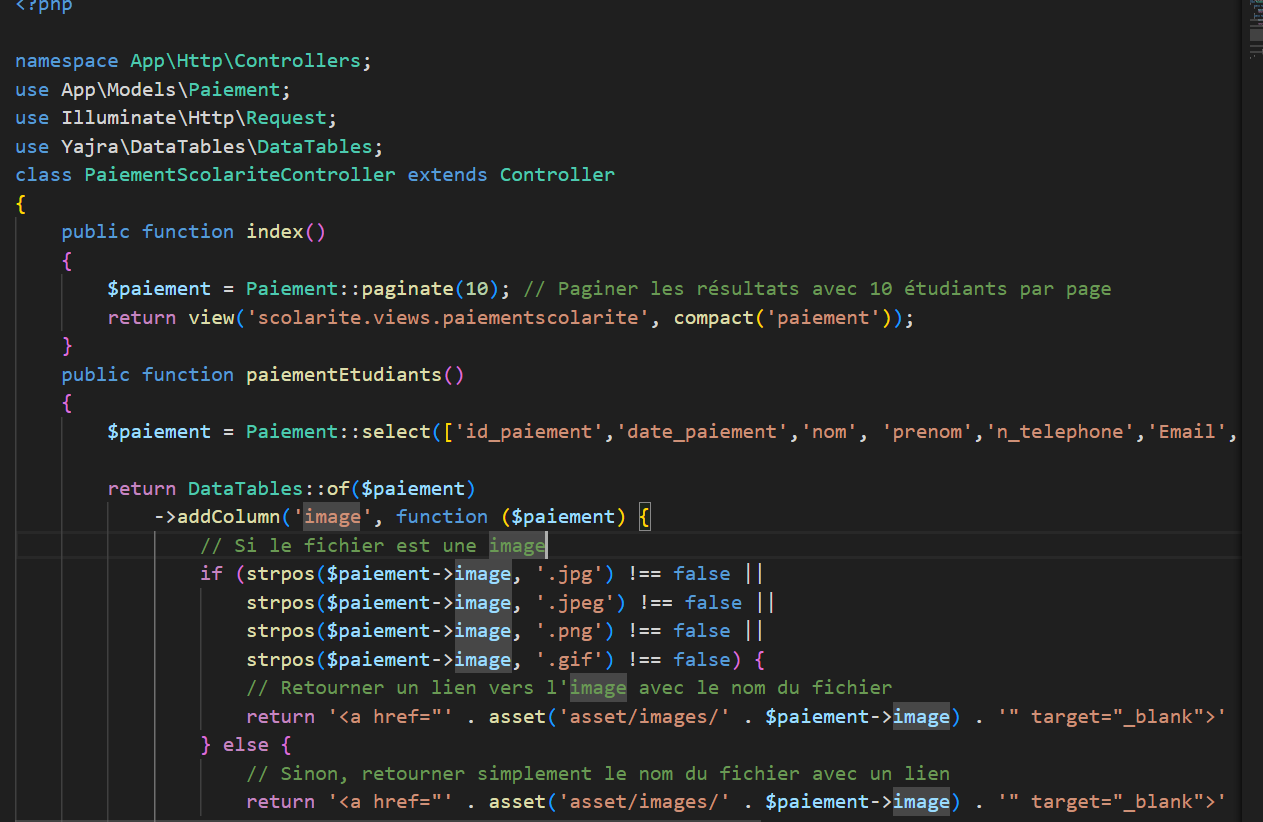 <?php
namespace App\Http\Controllers;
use App\Models\Paiement;
use Illuminate\Http\Request;
use Yajra\DataTables\DataTables;
class PaiementScolariteController extends Controller
{
    public function index()
    {
        $paiement = Paiement::paginate(10); // Paginer les résultats avec 10 étudiants par page
        return view('scolarite.views.paiementscolarite', compact('paiement'));
    }
    public function paiementEtudiants()
    {
        $paiement = Paiement::select(['id_paiement','date_paiement','nom', 'prenom','n_telephone','Email',
        return DataTables::of($paiement)
            ->addColumn('image', function ($paiement) {
                // Si le fichier est une image
                if (strpos($paiement->image, '.jpg') !== false ||
                    strpos($paiement->image, '.jpeg') !== false ||
                    strpos($paiement->image, '.png') !== false ||
                    strpos($paiement->image, '.gif') !== false) {
                    // Retourner un lien vers l'image avec le nom du fichier
                    return '<a href="' . asset('asset/images/' . $paiement->image) . '" target="_blank">'
                } else {
                    // Sinon, retourner simplement le nom du fichier avec un lien
                    return '<a href="' . asset('asset/images/' . $paiement->image) . '" target="_blank">'